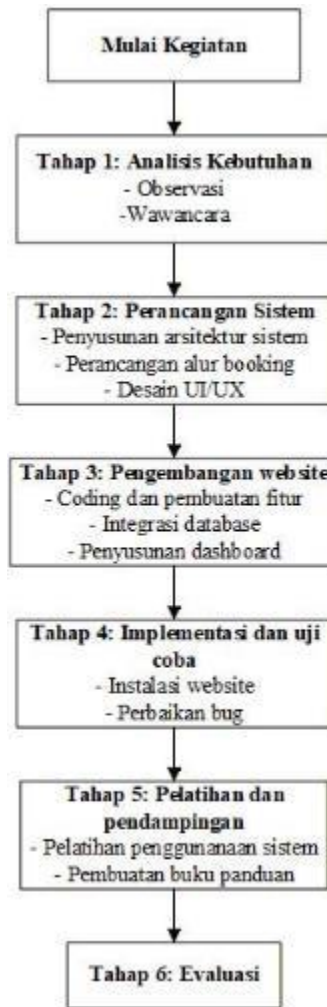 Mulai Kegiatan
Tahap 1: Analisis Kebutuhan
- Observasi
-Wawancara
Tahap 2: Perancangan Sistem
- Penyusunan arsitektur sistem
- Perancangan alur booking
- Desain UI/UX
Tahap 3: Pengembangan website
- Coding dan pembuatan fitur
- Integrasi database
- Penyusunan dashboard
Tahap 4: Implementasi dan uji
coba
- Instalasi website
- Perbaikan bug
Tahap 5: Pelatihan dan
pendampingan
- Pelatihan penggunanaan sistem
- Pembuatan buku panduan
Tahap 6: Evaluasi